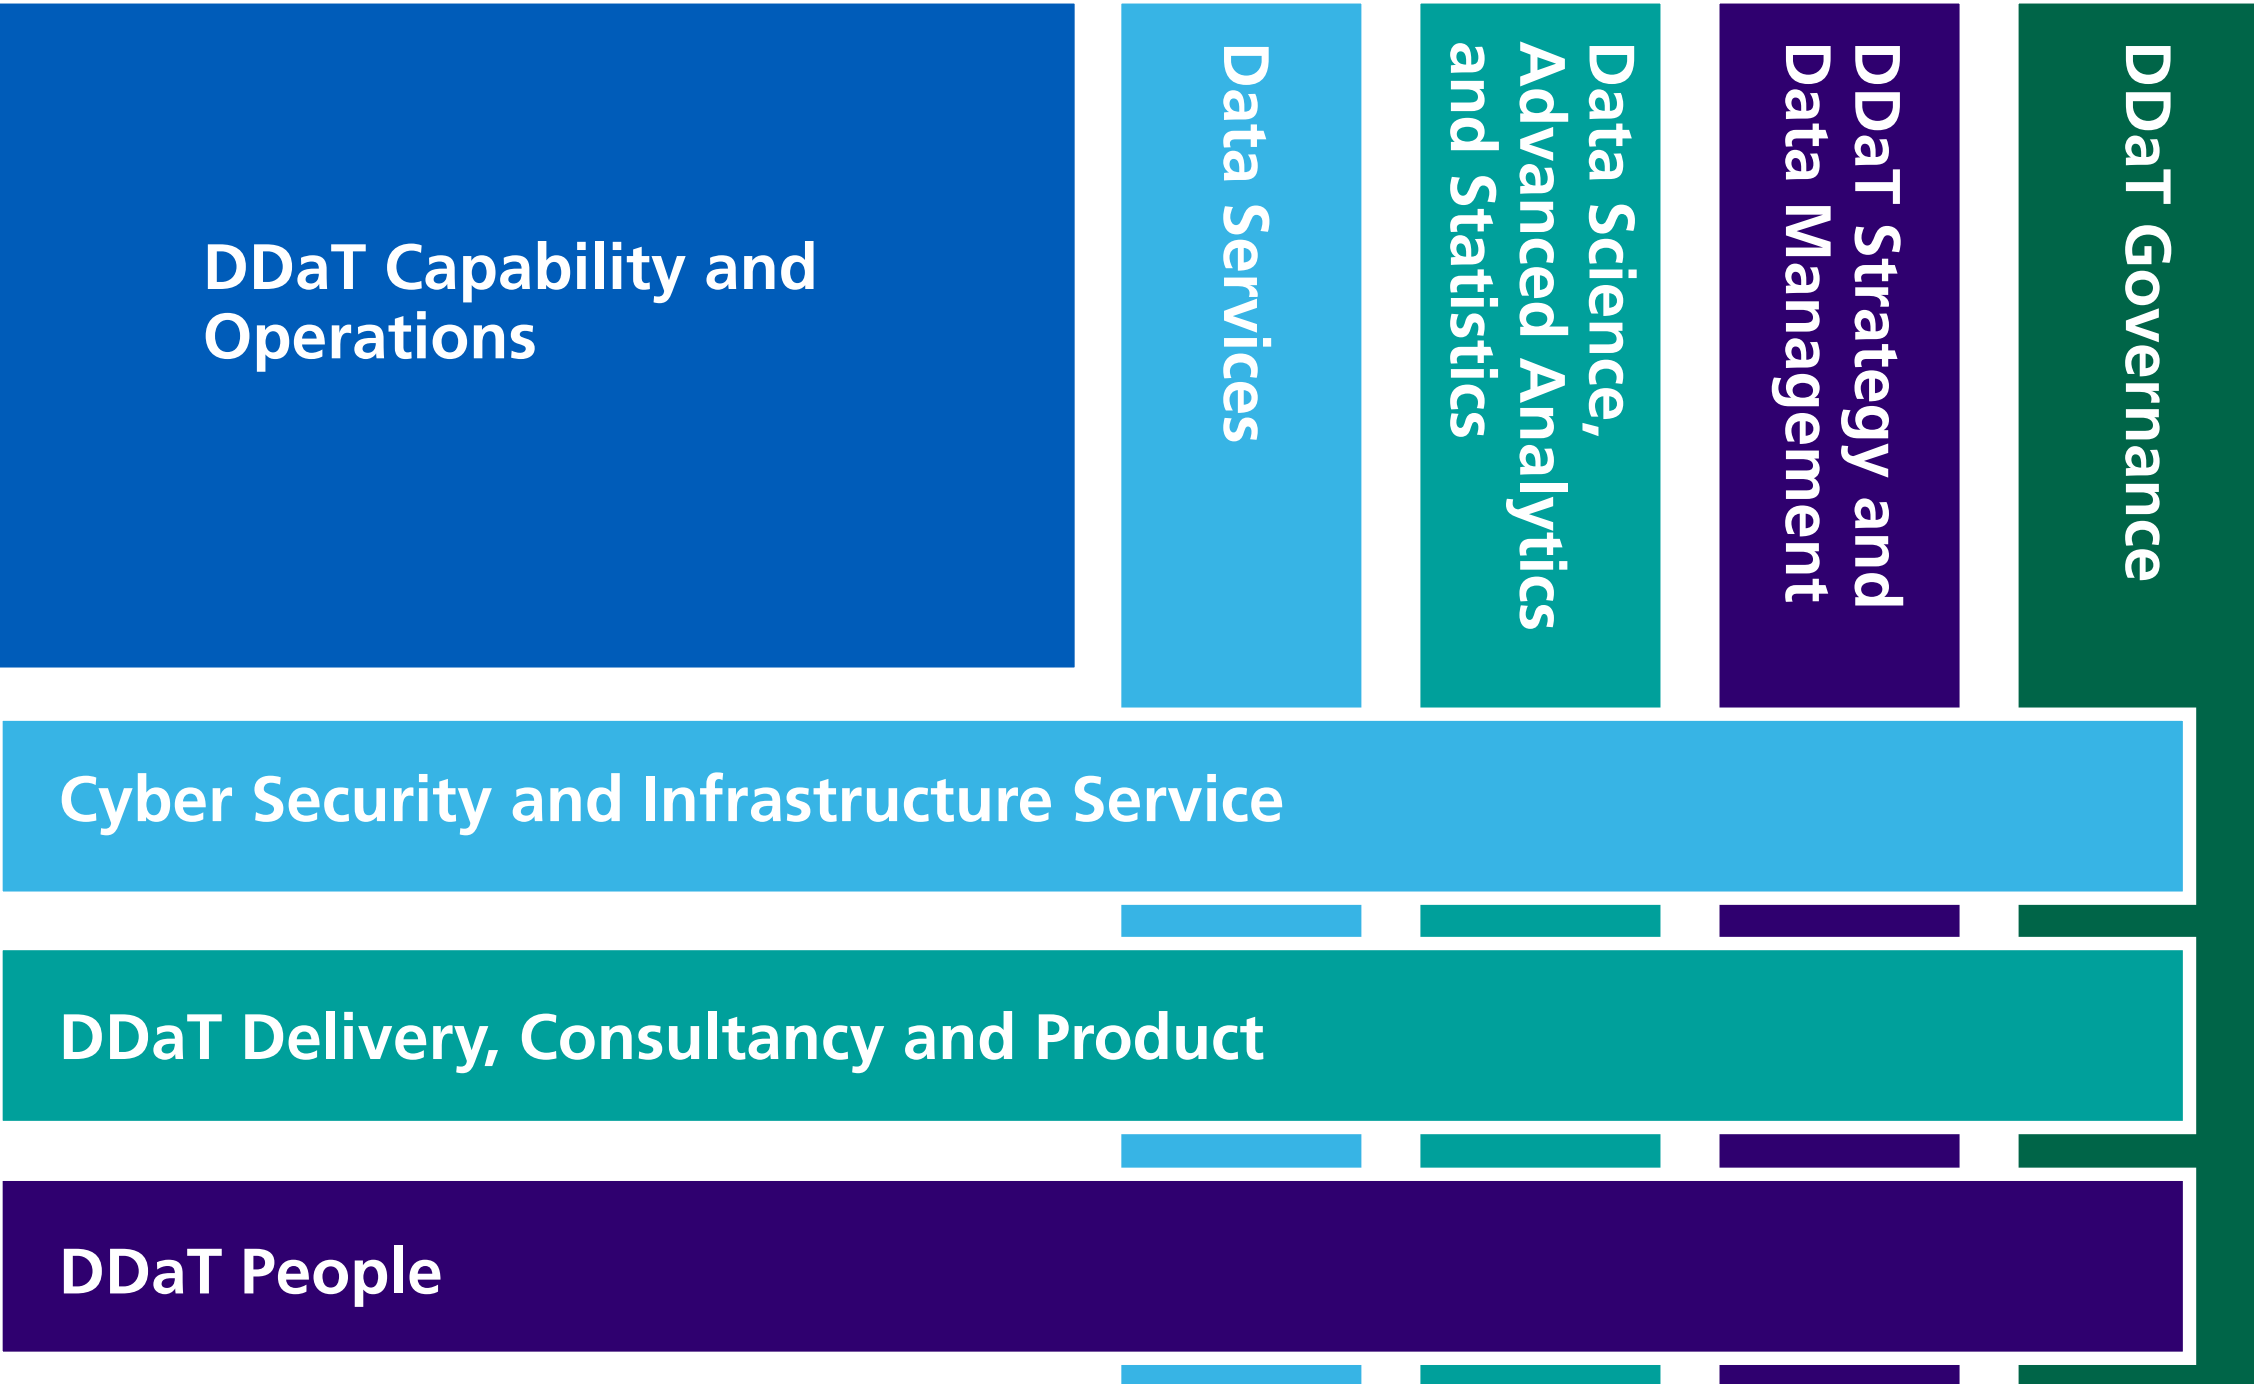 DDaT Capability and
Operations
Data Services
Data Science,
Advanced Analytics
and Statistics
DDaT Strategy and
Data Management
DDaT Governance
Cyber Security and Infrastructure Service
DDaT Delivery, Consultancy and Product
DDaT People